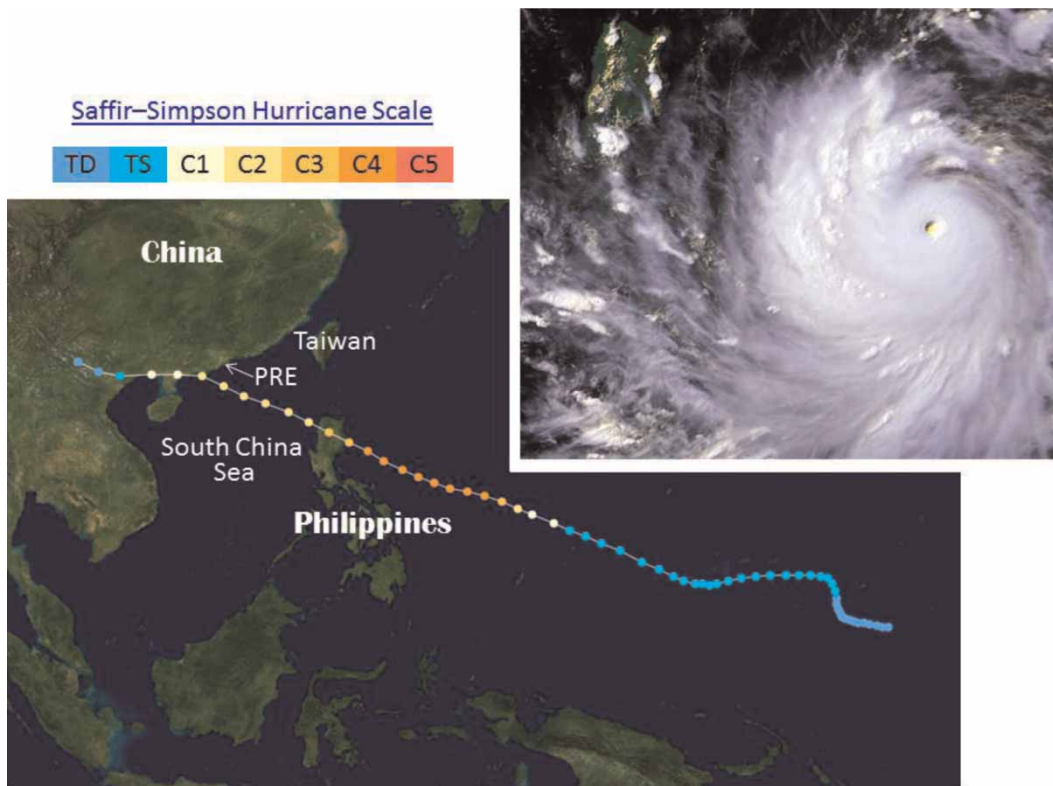 Saffir–Simpson Hurricane Scale
TD TS C1 C2 C3 C4 C5
China
Taiwan
PRE
South China
Sea
Philippines